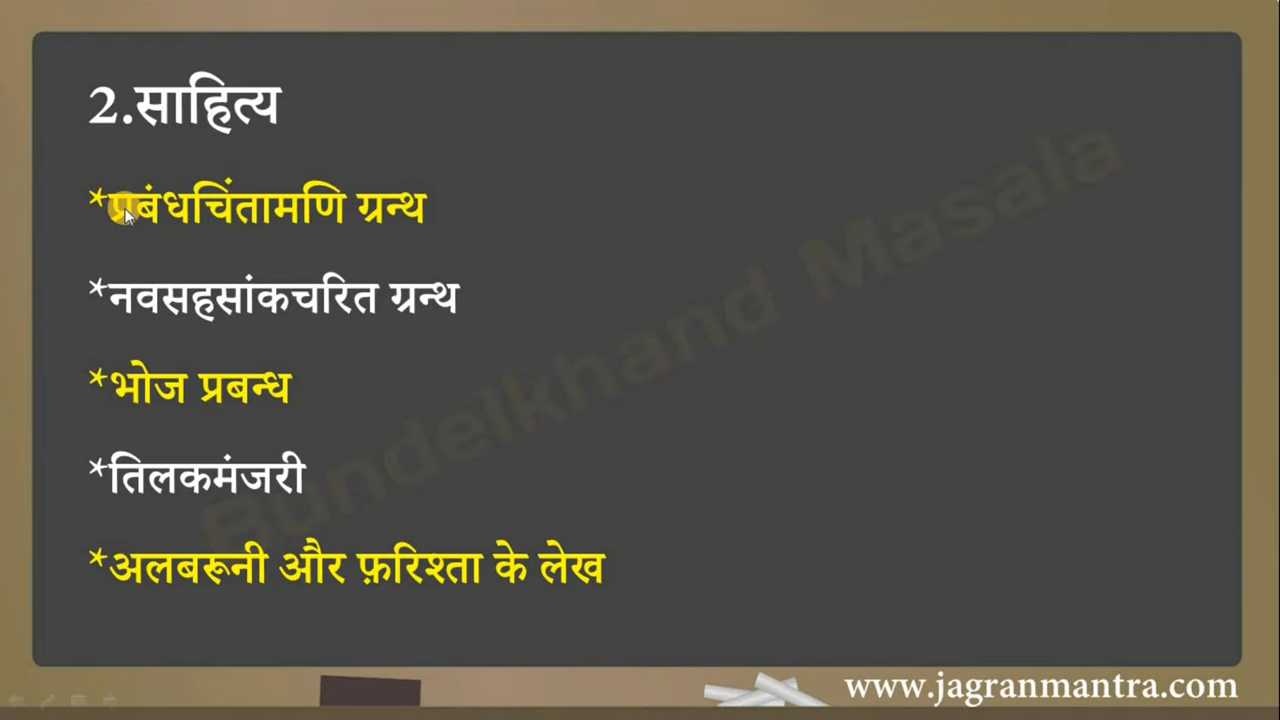 2.साहित्य
*प्रबंधचिंतामणि ग्रन्थ
*नवसहसांकचरित ग्रन्थ
*भोज प्रबन्ध
*तिलकमंजरी
*अलबरूनी और फ़रिश्ता के लेख
Bundelkhand Masala
www.jagranmantra.com